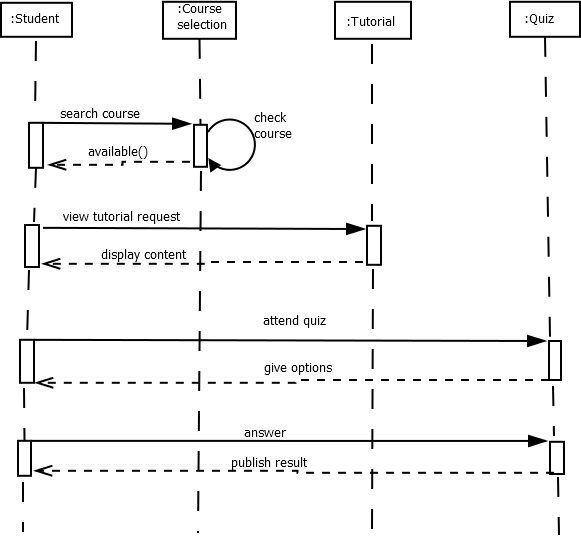 :Student
:Course
selection
:Tutorial
:Quiz
search course
check
course
available()
view tutorial request
display content
attend quiz
give options
answer
publish result